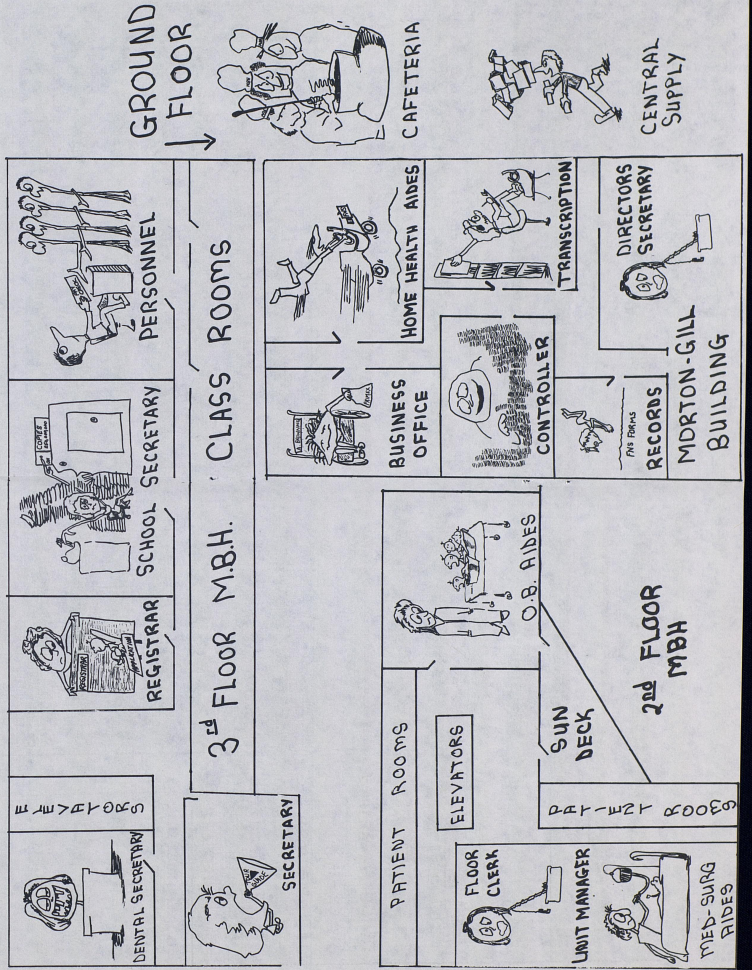 DENTAL SECRETARY
ELEVATORS
REGISTRAR
COPIES
SCHOOL SECRETARY
PERSONNEL
GROUND
FLOOR
SECRETARY
3rd FLOOR M.B.H.
CLASS ROOMS
CAFETERIA
PATIENT ROOMS
ELEVATORS
O.B. AIDES
BUSINESS
OFFICE
HOME HEALTH AIDES
CONTROLLER
TRANSCRIPTION
FLOOR
CLERK
UNIT MANAGER
MED-SURG
AIDES
PATIENT ROOMS
SUN
DECK
2nd FLOOR
MBH
FNS FORMS
RECORDS
DIRECTORS
SECRETARY
MORTON-GILL
BUILDING
CENTRAL
SUPPLY